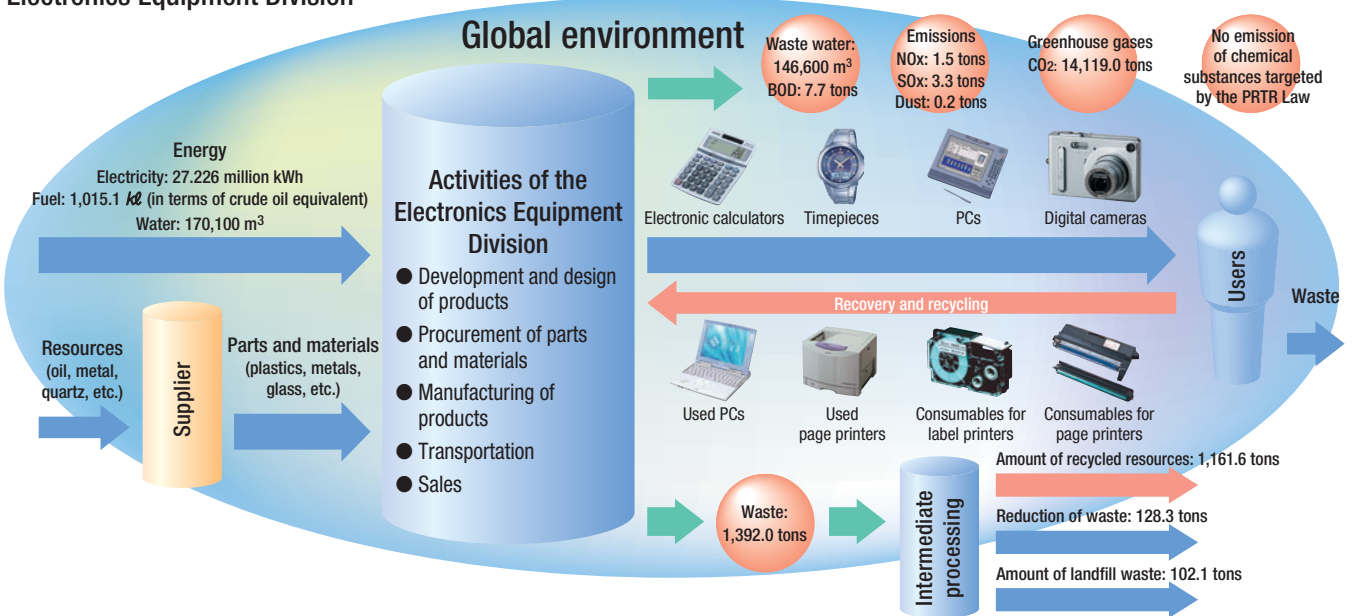 Electronics Equipment Division
Global environment
Waste water:
146,600 m³
BOD: 7.7 tons
Emissions
NOx: 1.5 tons
SOx: 3.3 tons
Dust: 0.2 tons
Greenhouse gases
CO₂: 14,119.0 tons
No emission
of chemical
substances targeted
by the PRTR Law
Energy
Electricity: 27.226 million kWh
Fuel: 1,015.1 kℓ (in terms of crude oil equivalent)
Water: 170,100 m³
Resources
(oil, metal,
quartz, etc.)
Supplier
Parts and materials
(plastics, metals,
glass, etc.)
Activities of the
Electronics Equipment
Division
● Development and design
of products
● Procurement of parts
and materials
● Manufacturing of
products
● Transportation
● Sales
Electronic calculators
Timepieces
PCs
Digital cameras
Recovery and recycling
Used PCs
Used
page printers
Consumables for
label printers
Consumables for
page printers
Users
Waste
Waste:
1,392.0 tons
Intermediate
processing
Amount of recycled resources: 1,161.6 tons
Reduction of waste: 128.3 tons
Amount of landfill waste: 102.1 tons